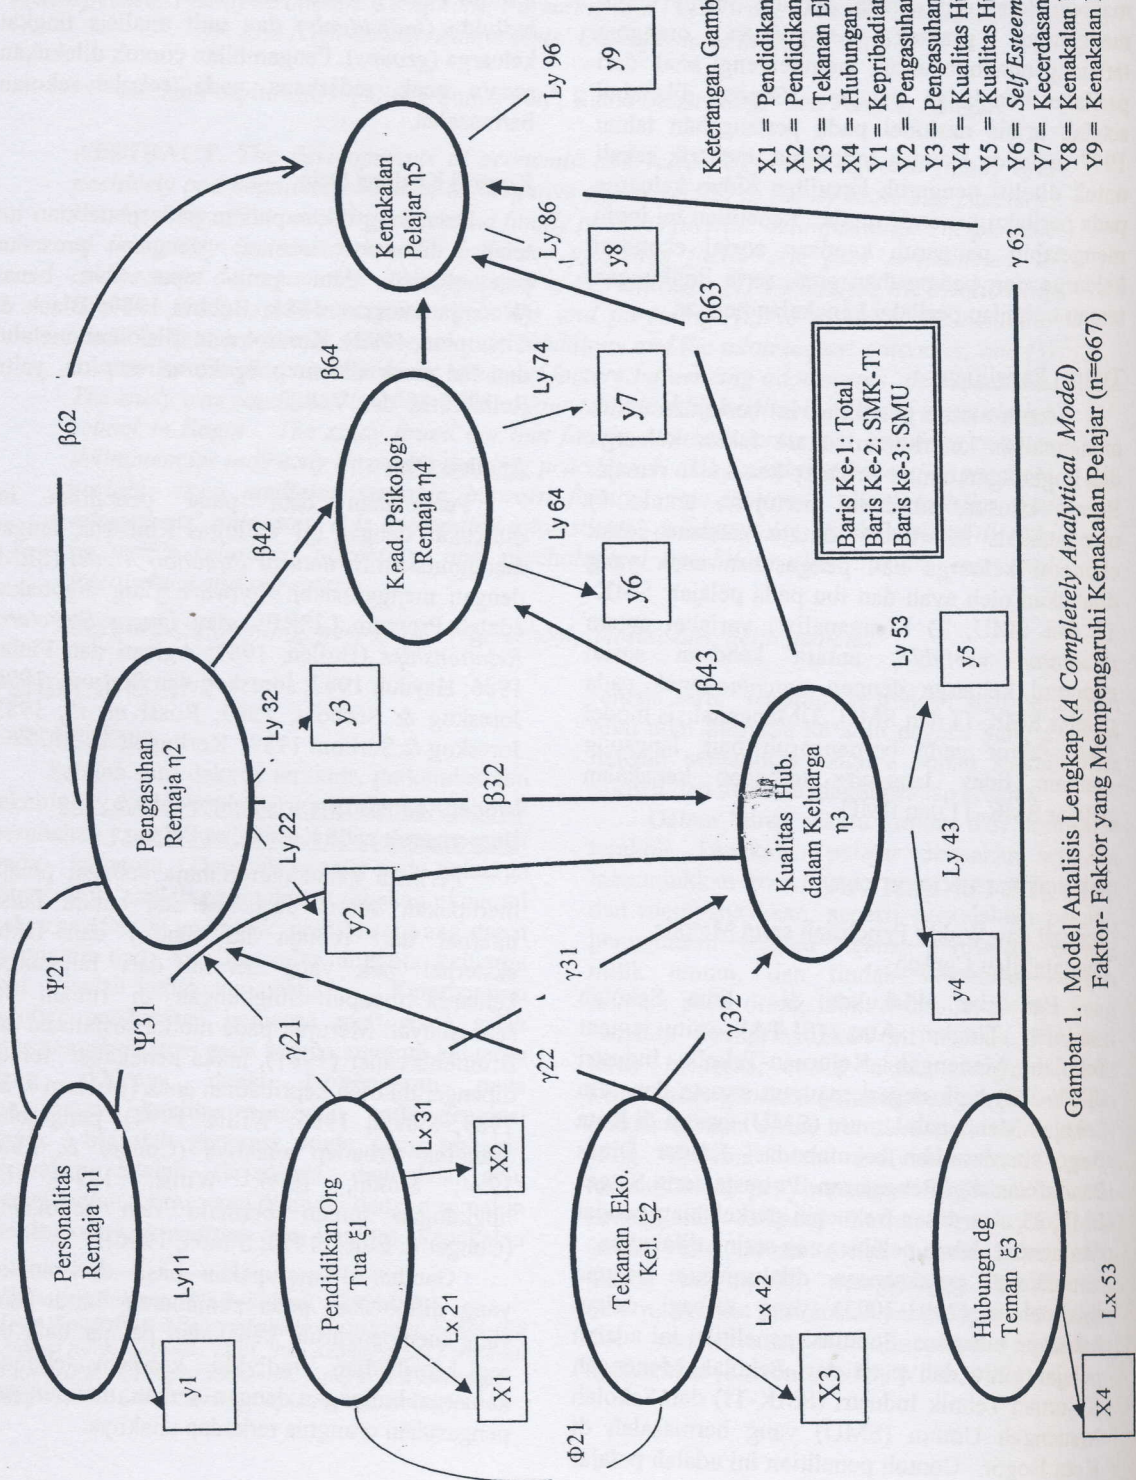 Personalitas
Remaja η1
Ly11
y1
Pendidikan Org
Tua ξ1
Lx 21
Lx 31
X1
X2
Φ21
Tekanan Eko.
Kel. ξ2
Lx 42
X3
Hubungn dg
Teman ξ3
Lx 53
X4
Ψ21
Ψ31
γ21
γ22
γ31
γ32
Pengasuhan
Remaja η2
Ly 22
Ly 32
y2
y3
β32
Kualitas Hub.
dalam Keluarga
η3
Ly 43
Ly 53
y4
y5
β62
β42
β43
Kead. Psikologi
Remaja η4
Ly 64
Ly 74
y6
y7
β64
β63
Kenakalan
Pelajar η5
Ly 86
Ly 96
y8
y9
γ 63
Baris Ke-1: Total
Baris Ke-2: SMK-TI
Baris ke-3: SMU
Keterangan Gamb
X1 = Pendidikan
X2 = Pendidikan
X3 = Tekanan
X4 = Hubungan
Y1 = Kepribadian
Y2 = Pengasuhan
Y3 = Pengasuhan
Y4 = Kualitas
Y5 = Kualitas
Y6 = Self Esteem
Y7 = Kecerdasan
Y8 = Kenakalan
Y9 = Kenakalan
Gambar 1. Model Analisis Lengkap (A Completely Analytical Model)
Faktor- Faktor yang Mempengaruhi Kenakalan Pelajar (n=667)